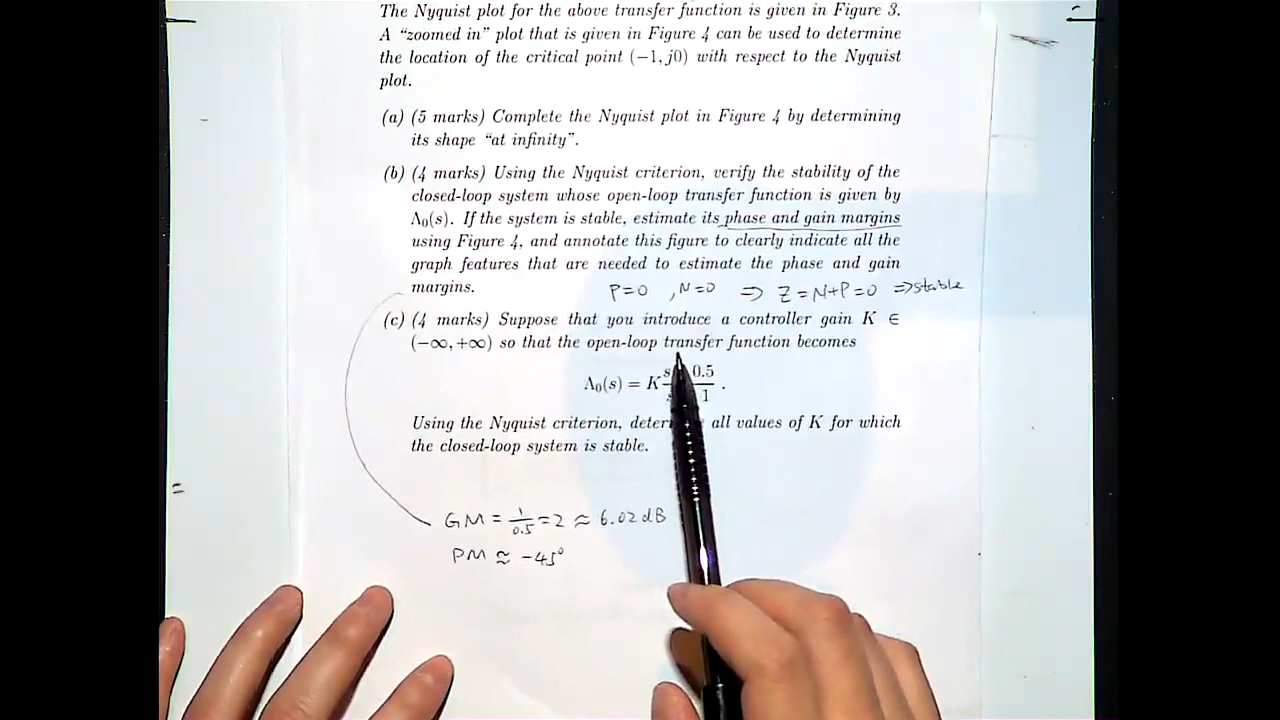 The Nyquist plot for the above transfer function is given in Figure 3.
A “zoomed in” plot that is given in Figure 4 can be used to determine
the location of the critical point (−1, j0) with respect to the Nyquist
plot.
(a) (5 marks) Complete the Nyquist plot in Figure 4 by determining
its shape “at infinity”.
(b) (4 marks) Using the Nyquist criterion, verify the stability of the
closed-loop system whose open-loop transfer function is given by
Λ₀(s). If the system is stable, estimate its phase and gain margins
using Figure 4, and annotate this figure to clearly indicate all the
graph features that are needed to estimate the phase and gain
margins.
P=0 , N=0 ⇒ Z=N+P=0 ⇒stable
(c) (4 marks) Suppose that you introduce a controller gain K ∈
(−∞, +∞) so that the open-loop transfer function becomes
Λ₀(s) = K s 0.5
1 .
Using the Nyquist criterion, deter all values of K for which
the closed-loop system is stable.
GM = 1/0.5 = 2 ≈ 6.02 dB
PM ≈ −45°